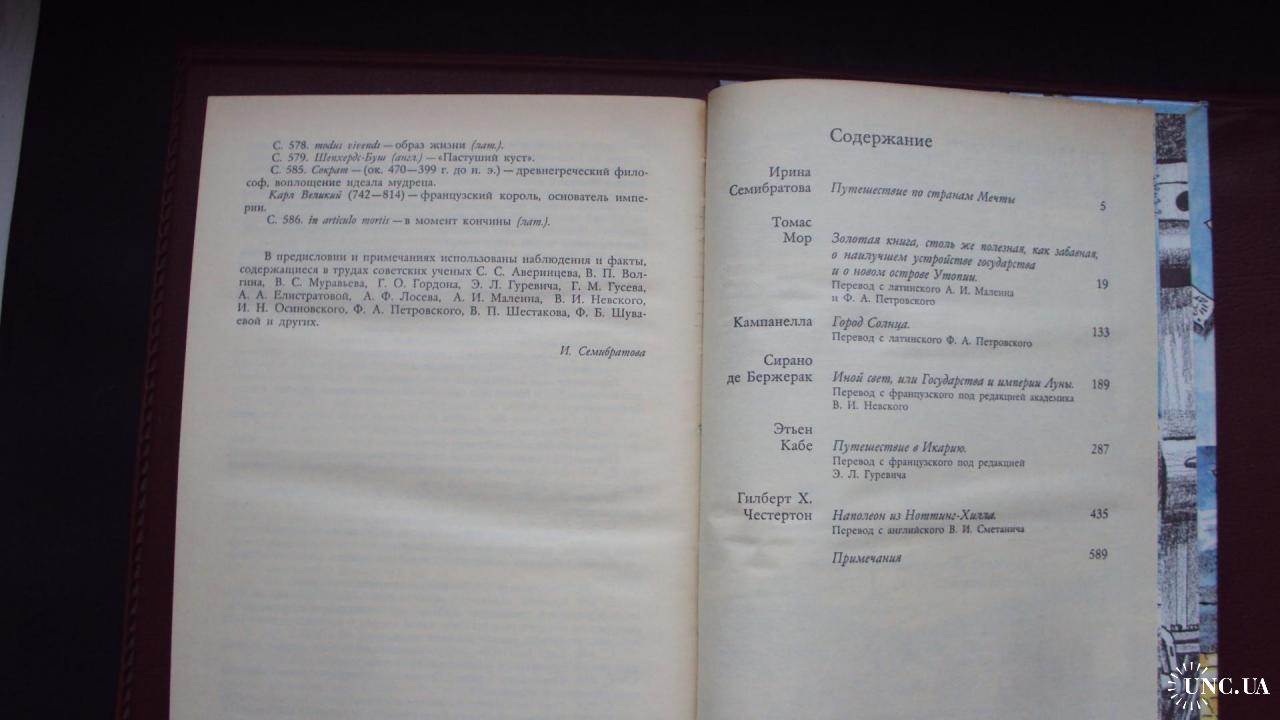 С. 578. modus vivendi — образ жизни (лат.).
С. 579. Шепхердс-Буш (англ.) — «Пастуший куст».
С. 585. Сократ — (ок. 470—399 г. до н. э.) — древнегреческий фило-
соф, воплощение идеала мудреца.
Карл Великий (742—814) — французский король, основатель импе-
рии.
С. 586. in articulo mortis — в момент кончины (лат.).
В предисловии и примечаниях использованы наблюдения и факты,
содержащиеся в трудах советских ученых С. С. Аверинцева, В. П. Вол-
гина, В. С. Муравьева, Г. О. Гордона, Э. Л. Гуревича, Г. М. Гусева,
А. А. Елистратовой, А. Ф. Лосева, А. И. Малеина, В. И. Невского,
И. Н. Осиновского, Ф. А. Петровского, В. П. Шестакова, Ф. Б. Шува-
евой и других.
И. Семибратова
Содержание
Ирина
Семибратова Путешествие по странам Мечты 5
Томас
Мор Золотая книга, столь же полезная, как забавная,
о наилучшем устройстве государства
и о новом острове Утопии. 19
Перевод с латинского А. И. Малеина
и Ф. А. Петровского
Кампанелла Город Солнца. 133
Перевод с латинского Ф. А. Петровского
Сирано
де Бержерак Иной свет, или Государства и империи Луны. 189
Перевод с французского под редакцией академика
В. И. Невского
Этьен
Кабе Путешествие в Икарию. 287
Перевод с французского под редакцией
Э. Л. Гуревича
Гилберт Х.
Честертон Наполеон из Ноттинг-Хилла. 435
Перевод с английского В. И. Сметанича
Примечания 589
UNC.UA